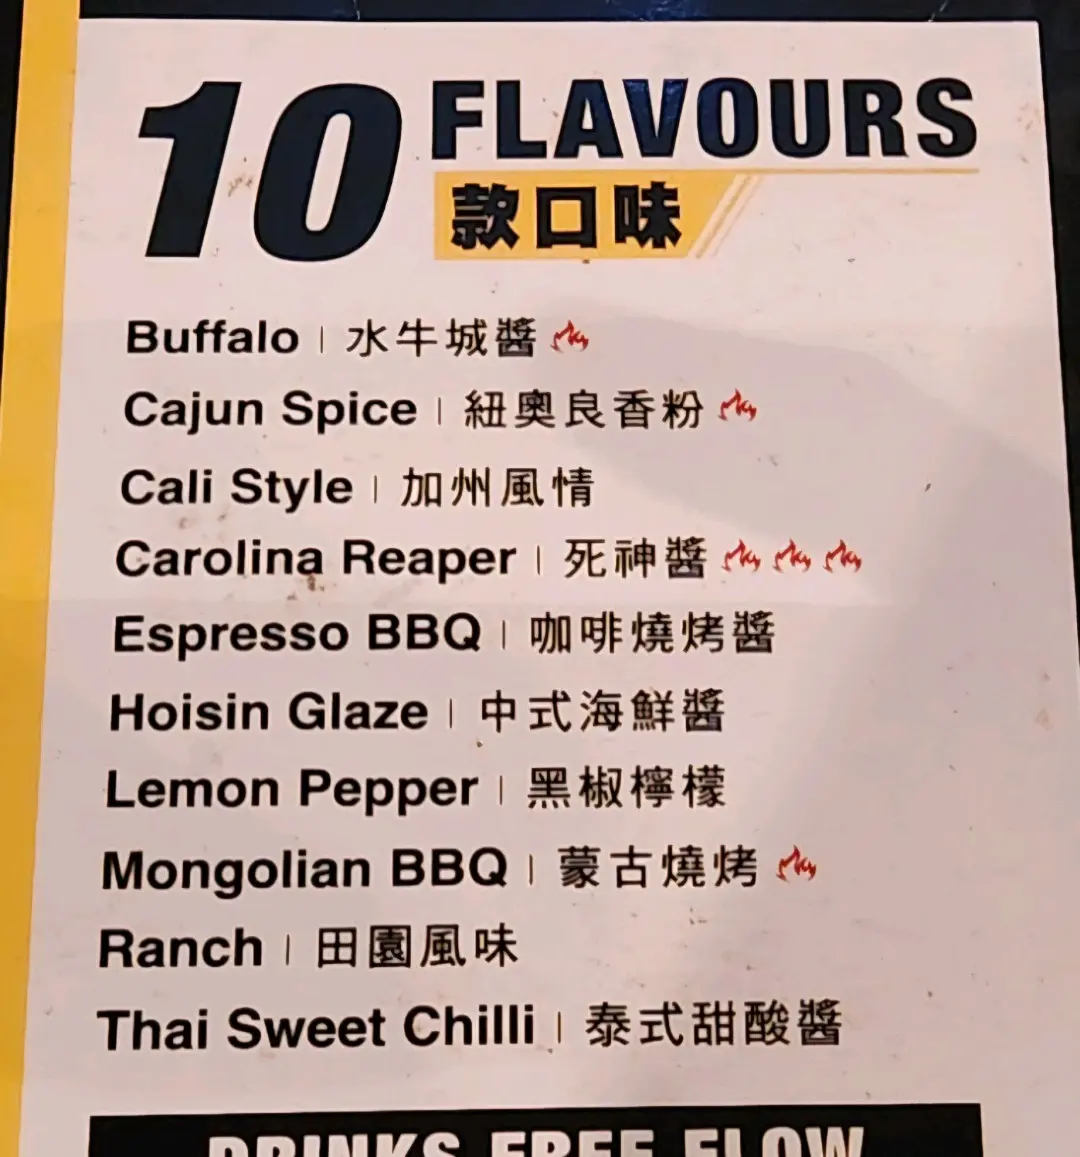 10 FLAVOURS
款口味
Buffalo | 水牛城醬
Cajun Spice | 紐奧良香粉
Cali Style | 加州風情
Carolina Reaper | 死神醬
Espresso BBQ | 咖啡燒烤醬
Hoisin Glaze | 中式海鮮醬
Lemon Pepper | 黑椒檸檬
Mongolian BBQ | 蒙古燒烤
Ranch | 田園風味
Thai Sweet Chilli | 泰式甜酸醬
DRINKS FREE FLOW